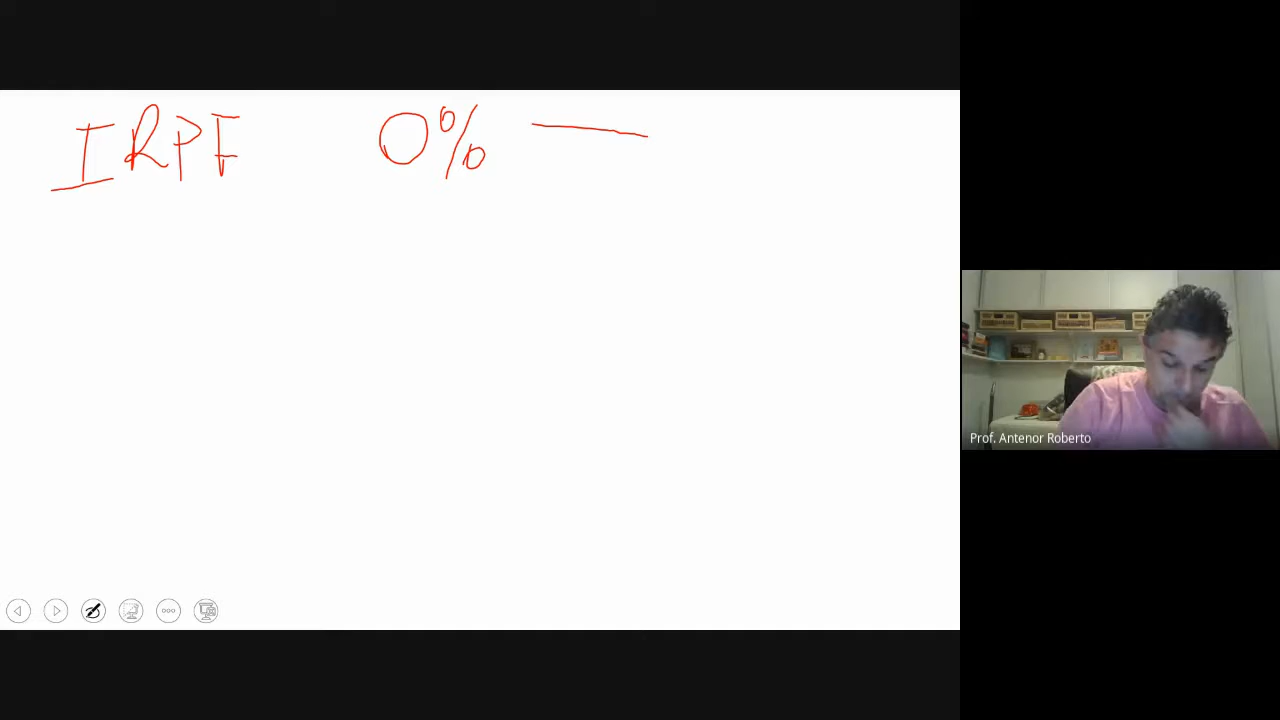 IRPF 0% —
Prof. Antenor Roberto